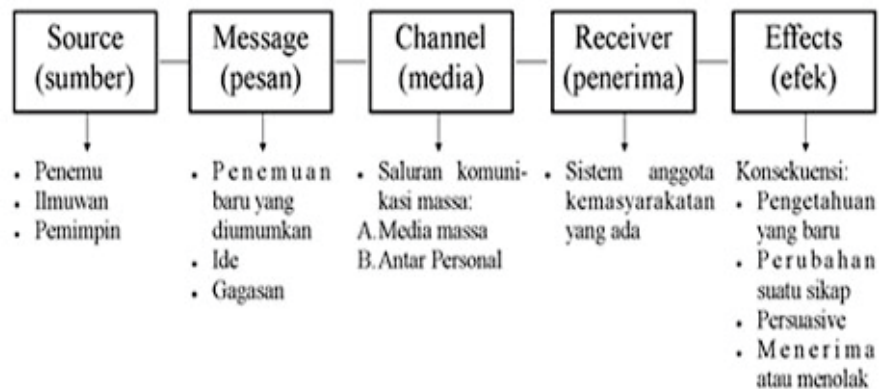 Source
(sumber)
Message
(pesan)
Channel
(media)
Receiver
(penerima)
Effects
(efek)
• Penemu
• Ilmuwan
• Pemimpin
• Penemuan
baru yang
diumumkan
• Ide
• Gagasan
• Saluran komuni-
kasi massa:
A. Media massa
B. Antar Personal
• Sistem anggota
kemasyarakatan
yang ada
Konsekuensi:
• Pengetahuan
yang baru
• Perubahan
suatu sikap
• Persuasive
• Menerima
atau menolak